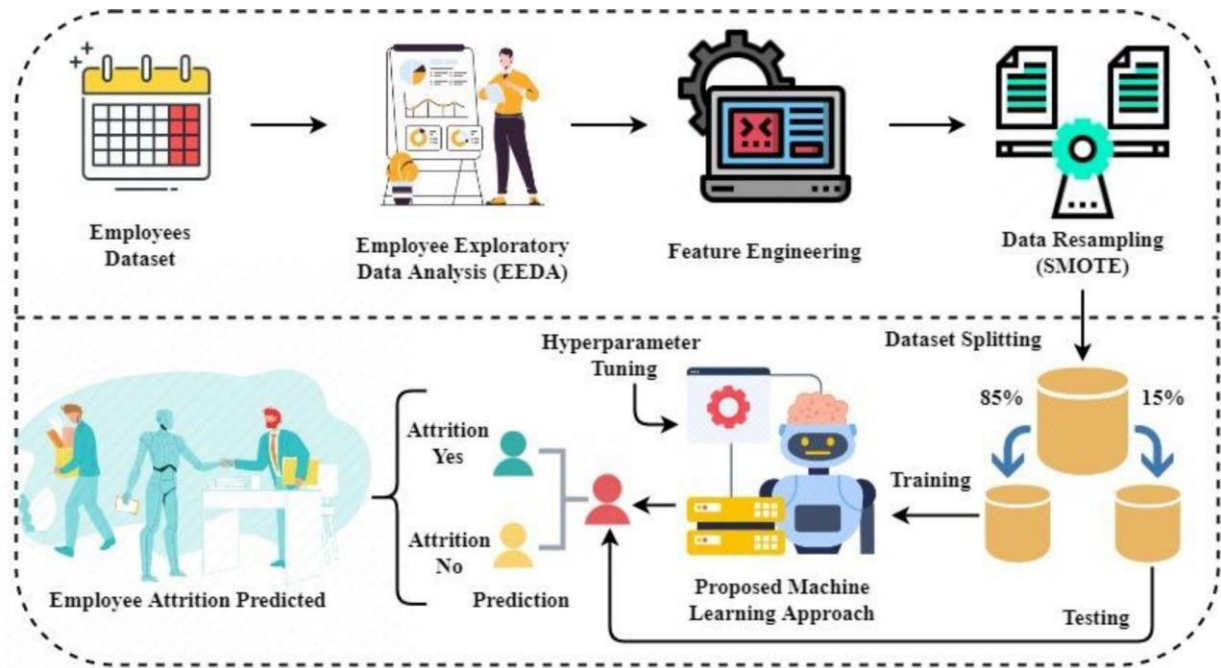 Employees
Dataset
Employee Exploratory
Data Analysis (EEDA)
Feature Engineering
Data Resampling
(SMOTE)
Dataset Splitting
85%
15%
Hyperparameter
Tuning
Training
Attrition
Yes
Attrition
No
Employee Attrition Predicted
Prediction
Proposed Machine
Learning Approach
Testing